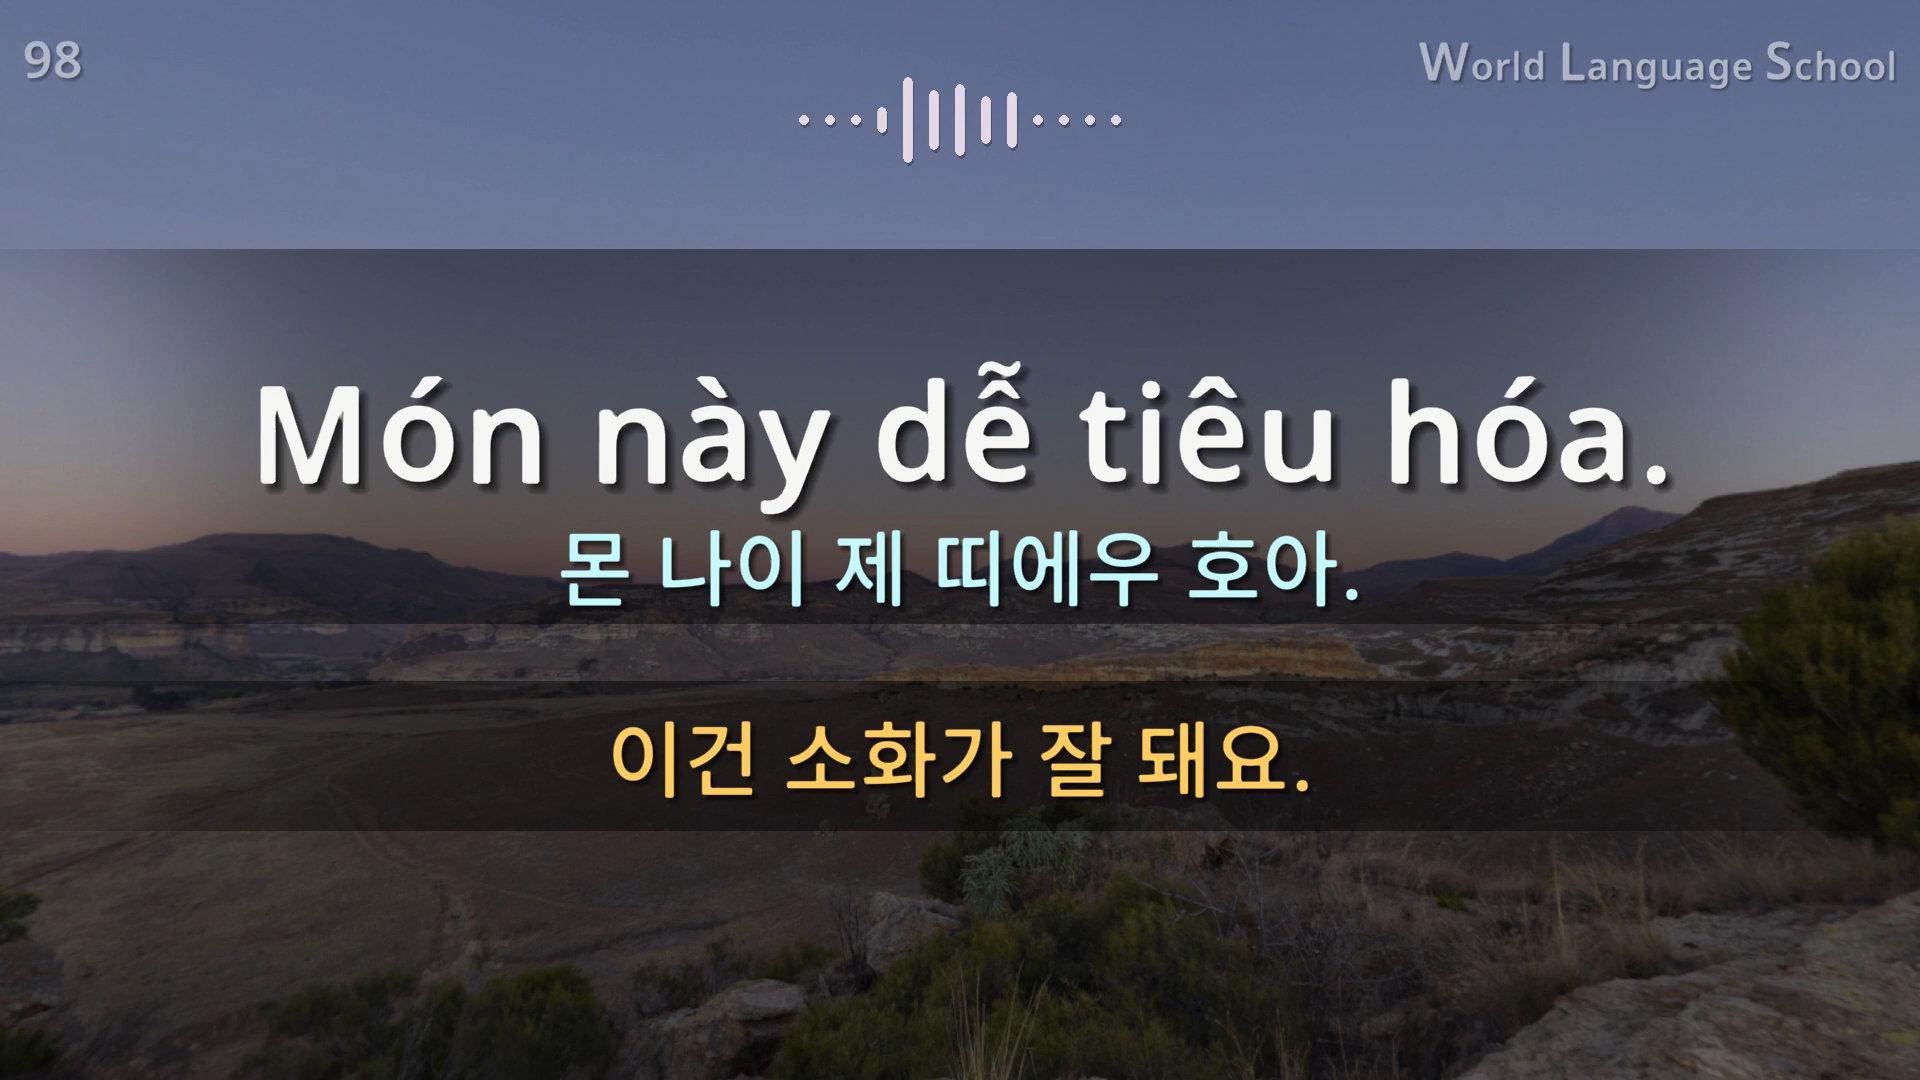 98
World Language School
Món này dễ tiêu hóa.
몬 나이 제 띠에우 호아.
이건 소화가 잘 돼요.